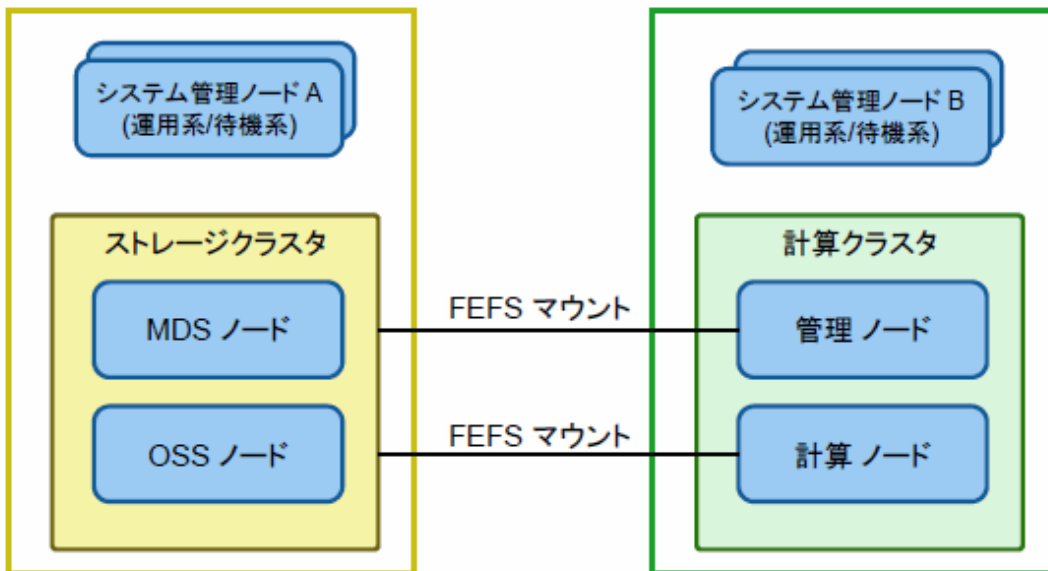 システム管理ノード A
(運用系/待機系)
ストレージクラスタ
MDS ノード
OSS ノード
FEFS マウント
FEFS マウント
システム管理ノード B
(運用系/待機系)
計算クラスタ
管理 ノード
計算 ノード